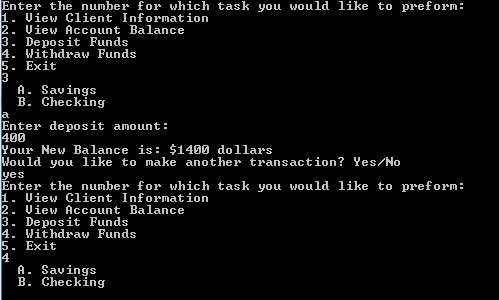 Enter the number for which task you would like to preform:
1. View Client Information
2. View Account Balance
3. Deposit Funds
4. Withdraw Funds
5. Exit
3
A. Savings
B. Checking
a
Enter deposit amount:
400
Your New Balance is: $1400 dollars
Would you like to make another transaction? Yes/No
yes
Enter the number for which task you would like to preform:
1. View Client Information
2. View Account Balance
3. Deposit Funds
4. Withdraw Funds
5. Exit
4
A. Savings
B. Checking